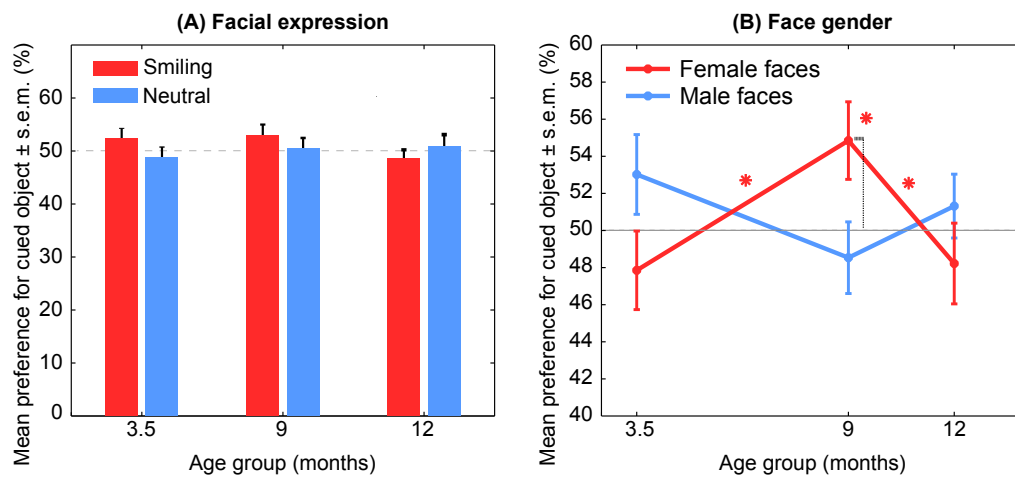 (A) Facial expression
Mean preference for cued object ± s.e.m. (%)
60
50
40
30
20
10
0
Smiling
Neutral
3.5
9
12
Age group (months)
(B) Face gender
Mean preference for cued object ± s.e.m. (%)
60
58
56
54
52
50
48
46
44
42
40
Female faces
Male faces
3.5
9
12
Age group (months)